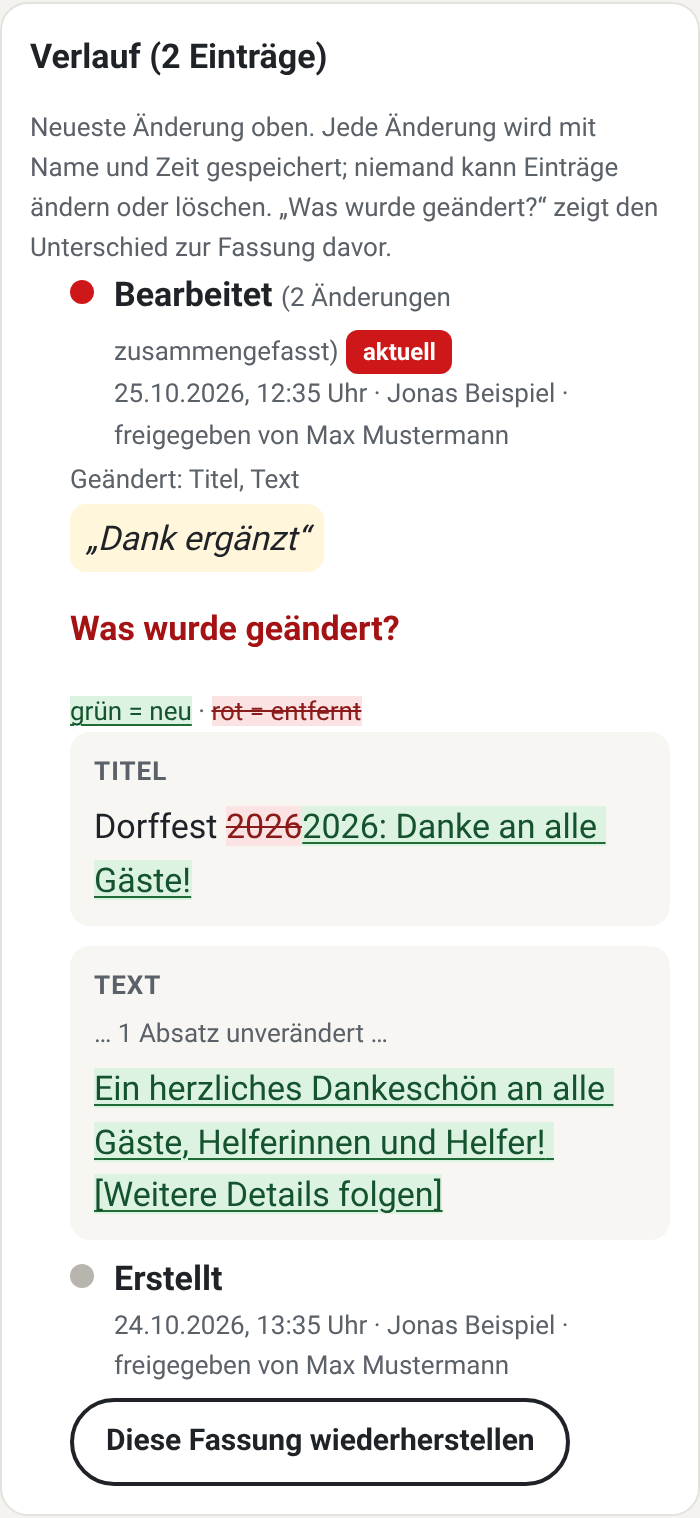 Verlauf (2 Einträge)
Neueste Änderung oben. Jede Änderung wird mit
Name und Zeit gespeichert; niemand kann Einträge
ändern oder löschen. „Was wurde geändert?“ zeigt den
Unterschied zur Fassung davor.
Bearbeitet (2 Änderungen
zusammengefasst) aktuell
25.10.2026, 12:35 Uhr · Jonas Beispiel ·
freigegeben von Max Mustermann
Geändert: Titel, Text
„Dank ergänzt“
Was wurde geändert?
grün = neu · rot = entfernt
TITEL
Dorffest 20262026: Danke an alle
Gäste!
TEXT
… 1 Absatz unverändert …
Ein herzliches Dankeschön an alle
Gäste, Helferinnen und Helfer!
[Weitere Details folgen]
Erstellt
24.10.2026, 13:35 Uhr · Jonas Beispiel ·
freigegeben von Max Mustermann
Diese Fassung wiederherstellen